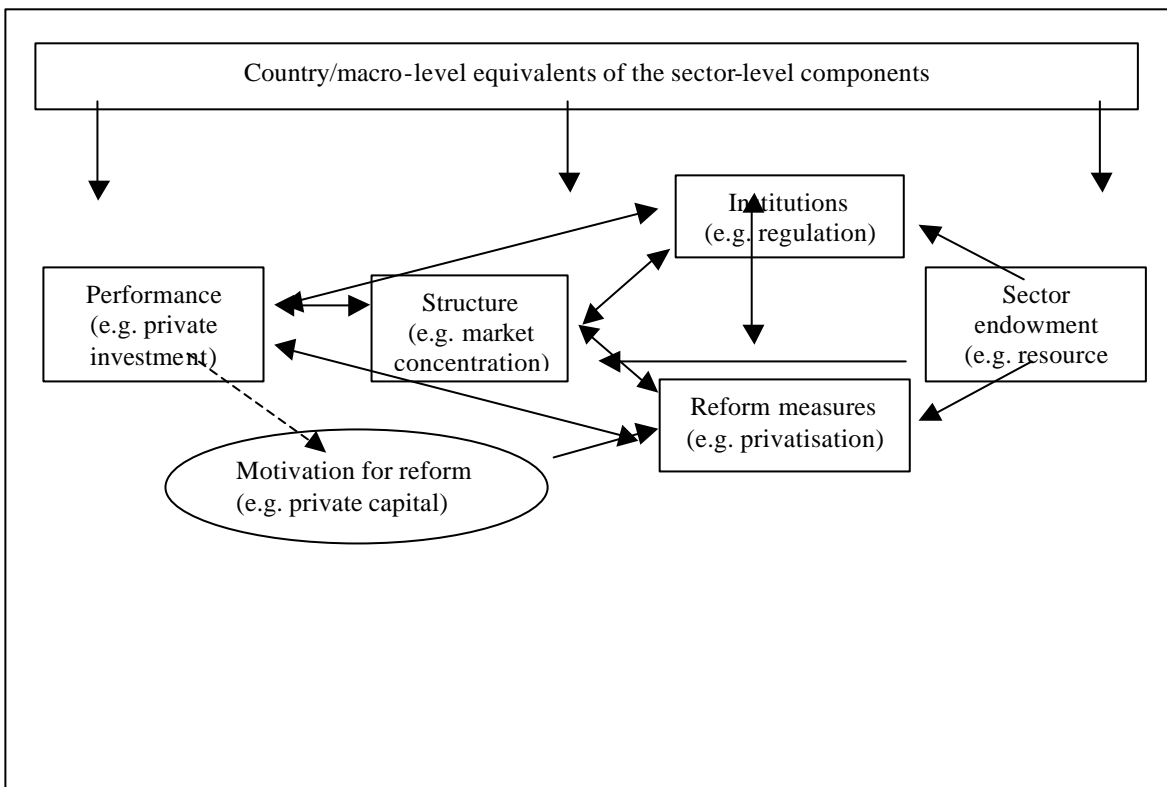 Country/macro-level equivalents of the sector-level components
Institutions
(e.g. regulation)
Performance
(e.g. private
investment)
Structure
(e.g. market
concentration)
Sector
endowment
(e.g. resource
Reform measures
(e.g. privatisation)
Motivation for reform
(e.g. private capital)